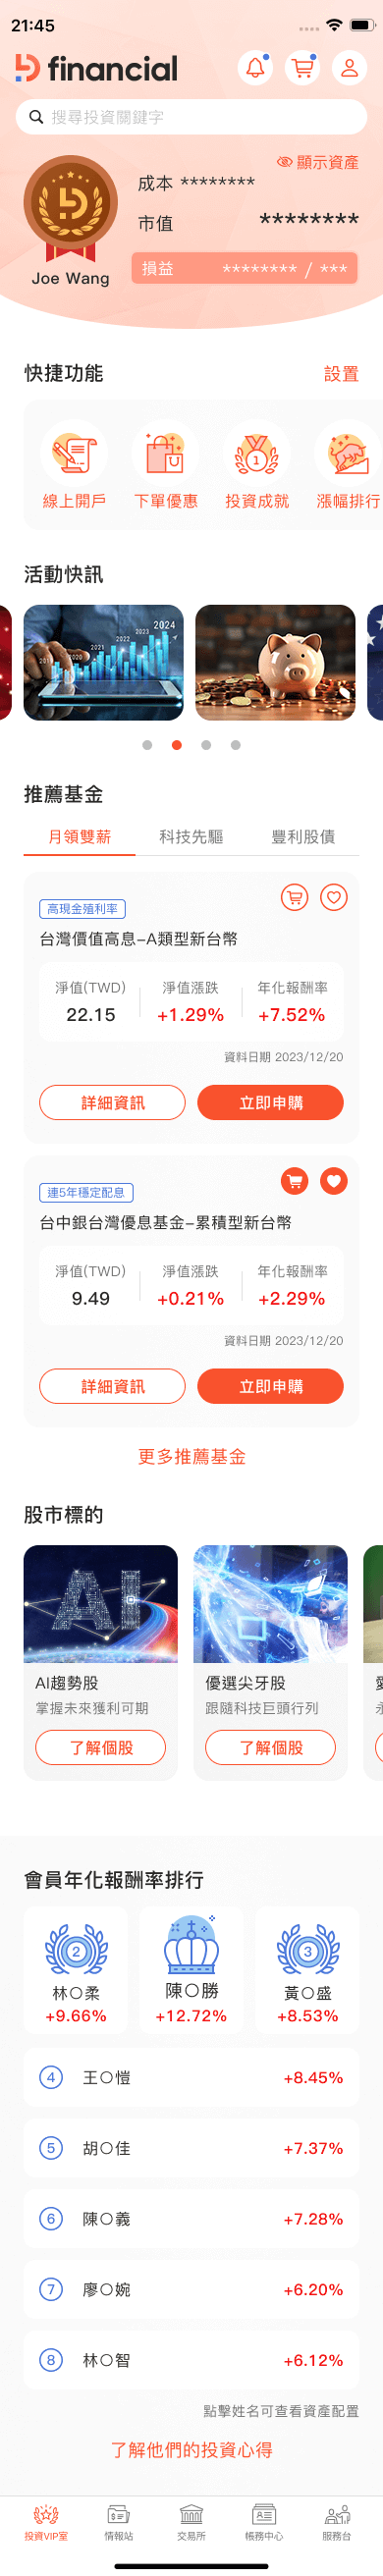 21:45
financial
搜尋投資關鍵字
顯示資產
成本 ********
市值 ********
損益 ******** / ***
Joe Wang
快捷功能 設置
線上開戶 下單優惠 投資成就 漲幅排行
活動快訊
2019 2020 2021 2022 2023 2024
推薦基金
月領雙薪 科技先驅 豐利股債
高現金殖利率
台灣價值高息-A類型新台幣
淨值(TWD) 淨值漲跌 年化報酬率
22.15 +1.29% +7.52%
資料日期 2023/12/20
詳細資訊 立即申購
連5年穩定配息
台中銀台灣優息基金-累積型新台幣
淨值(TWD) 淨值漲跌 年化報酬率
9.49 +0.21% +2.29%
資料日期 2023/12/20
詳細資訊 立即申購
更多推薦基金
股市標的
AI
AI趨勢股 優選尖牙股
掌握未來獲利可期 跟隨科技巨頭行列
了解個股 了解個股
會員年化報酬率排行
2 3
林〇柔 陳〇勝 黃〇盛
+9.66% +12.72% +8.53%
4 王〇愷 +8.45%
5 胡〇佳 +7.37%
6 陳〇義 +7.28%
7 廖〇婉 +6.20%
8 林〇智 +6.12%
點擊姓名可查看資產配置
了解他們的投資心得
投資VIP室 情報站 交易所 帳務中心 服務台